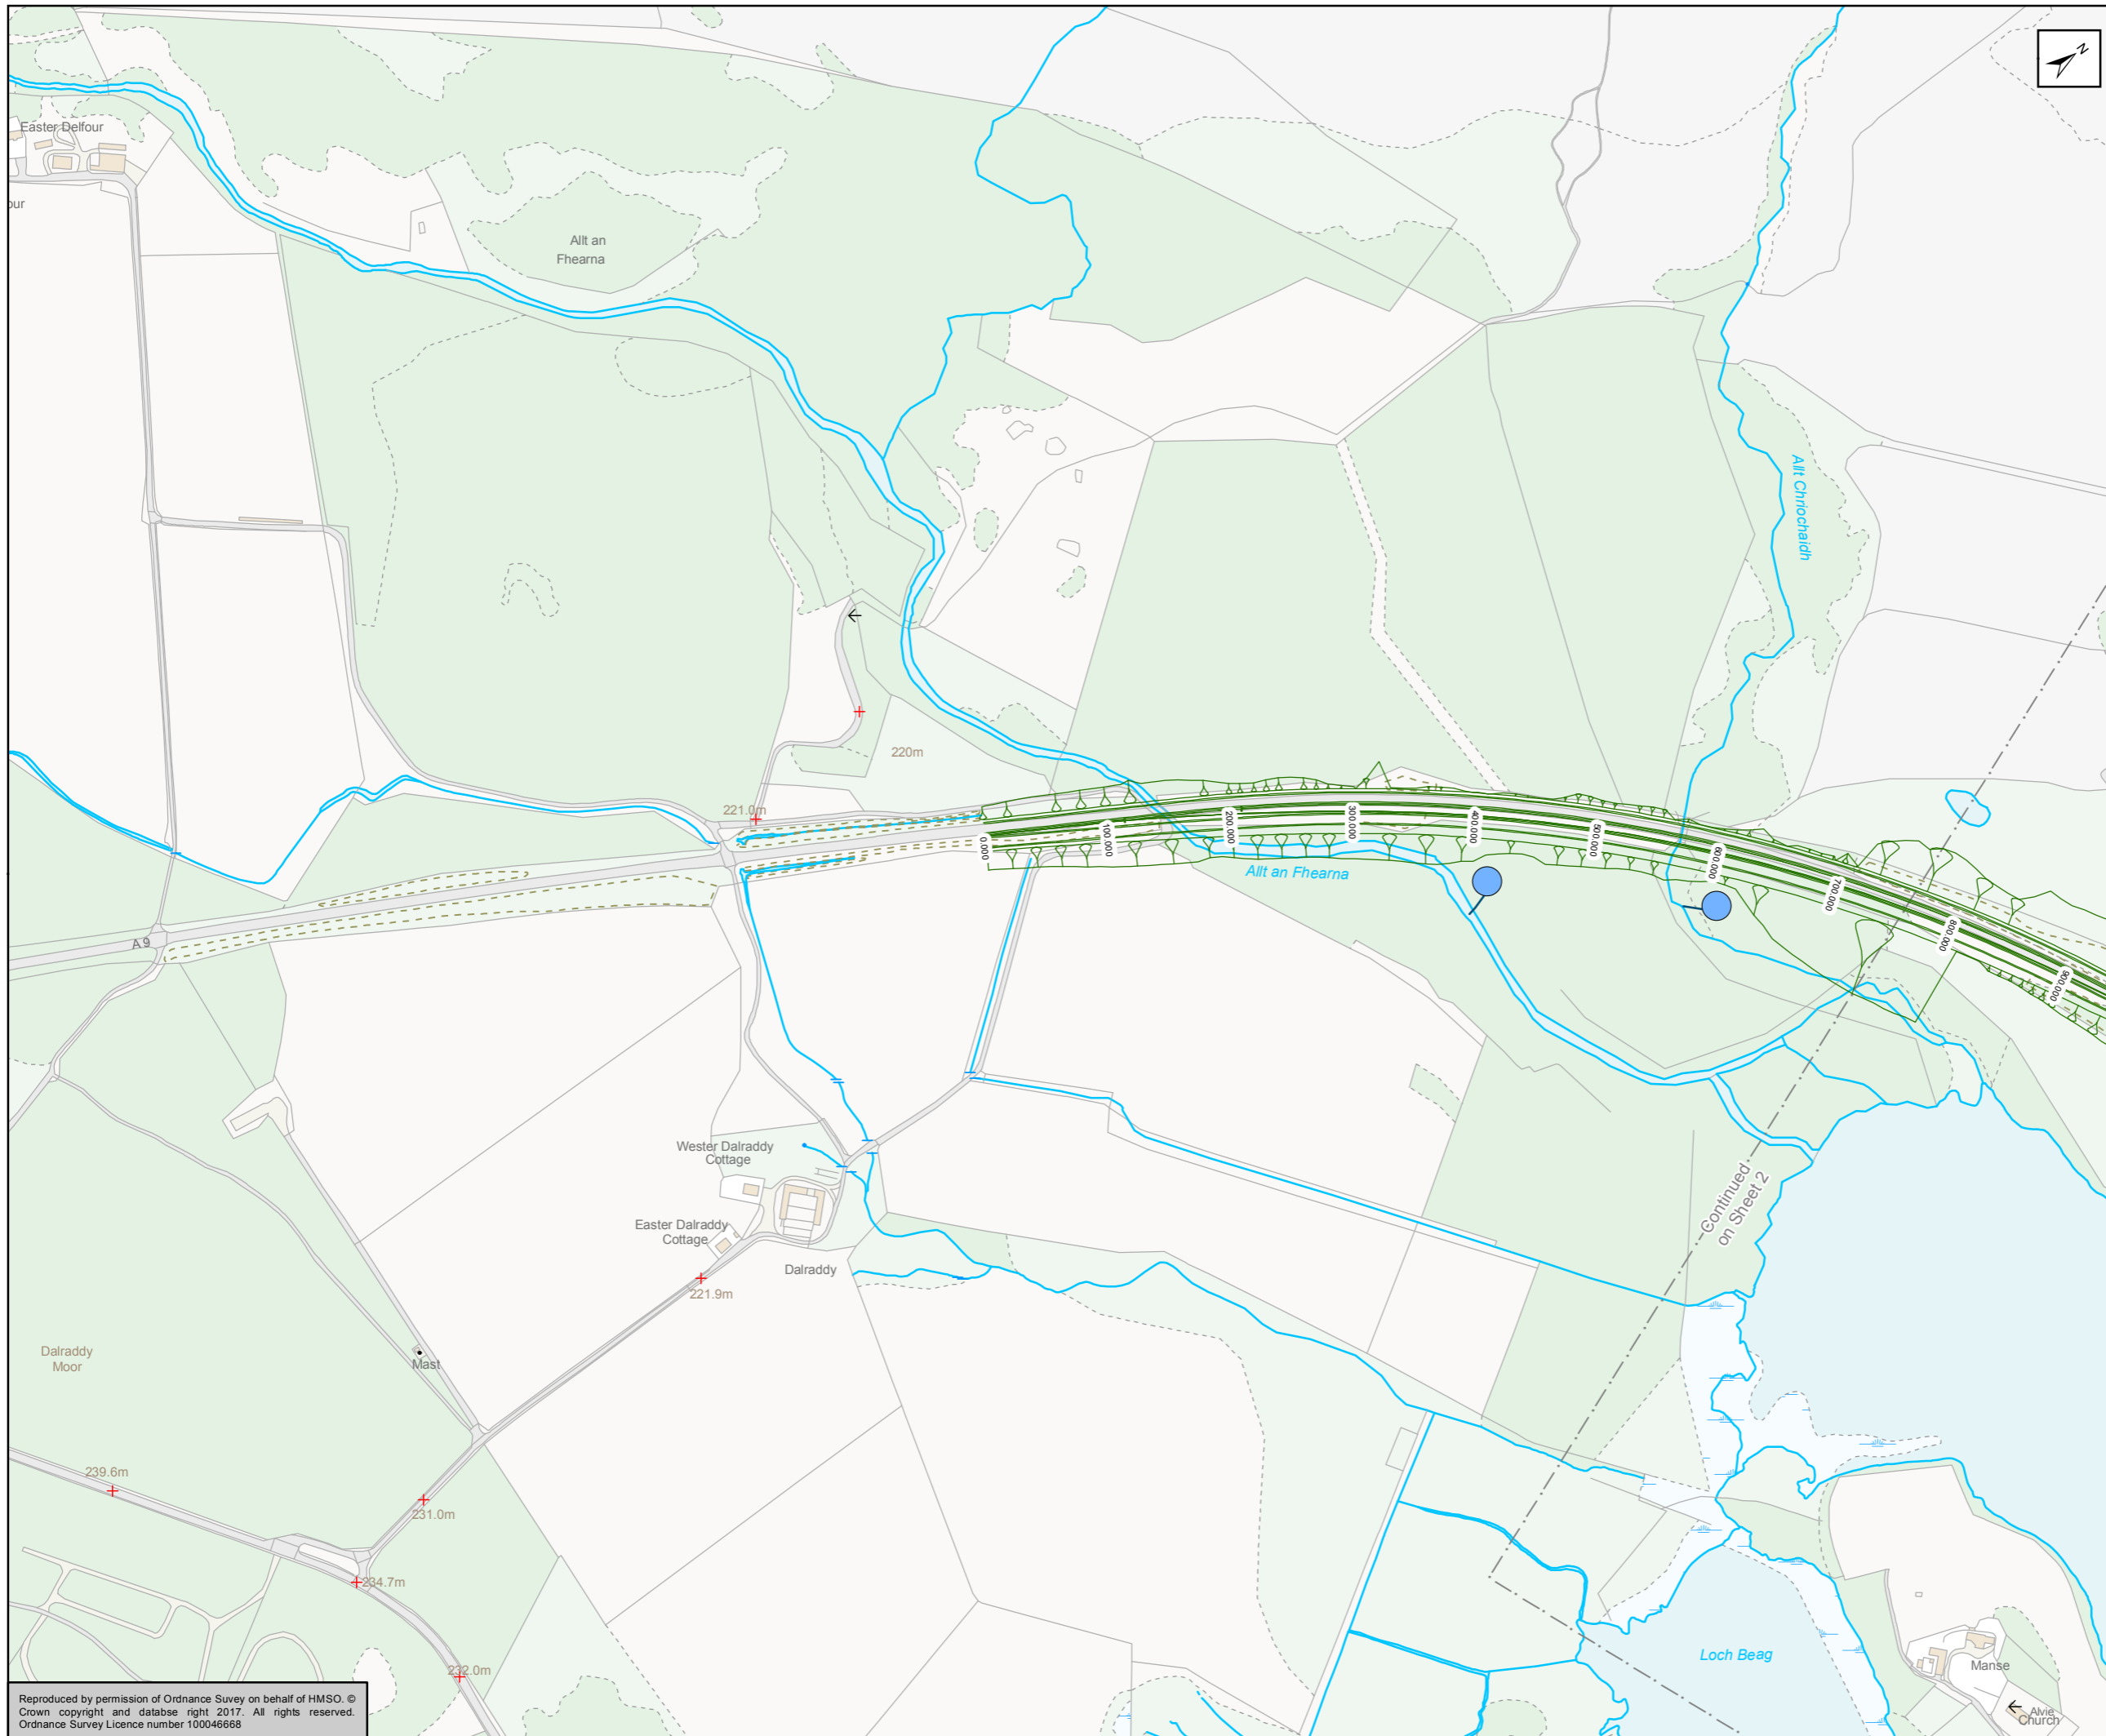 N
Easter Delfour
our
Allt an
Fhearna
Allt Chriochaidh
220m
221.0m
0.000
100.000
200.000
300.000
400.000
500.000
600.000
700.000
800.000
900.000
Allt an Fhearna
A 9
Wester Dalraddy
Cottage
Easter Dalraddy
Cottage
Dalraddy
221.9m
Continued
on Sheet 2
Dalraddy
Moor
Mast
239.6m
231.0m
234.7m
232.0m
Loch Beag
Manse
Alvie
Church
Reproduced by permission of Ordnance Suvey on behalf of HMSO. ©
Crown copyright and databse right 2017. All rights reserved.
Ordnance Survey Licence number 100046668